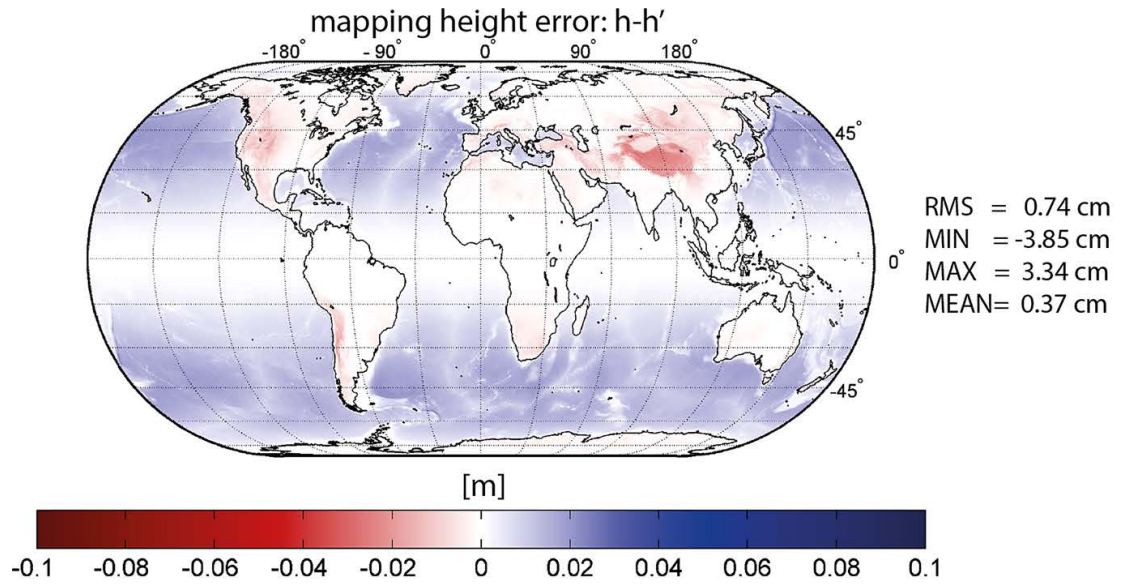 mapping height error: h-h’
-180° - 90° 0° 90° 180°
45°
0°
-45°
RMS = 0.74 cm
MIN = -3.85 cm
MAX = 3.34 cm
MEAN= 0.37 cm
[m]
-0.1 -0.08 -0.06 -0.04 -0.02 0 0.02 0.04 0.06 0.08 0.1